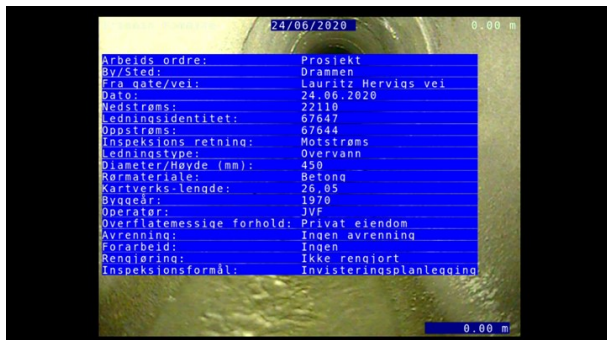 24/06/2020 0.00 m
Arbeids ordre: Prosjekt
By/Sted: Drammen
Fra gate/vei: Lauritz Hervigs vei
Dato: 24.06.2020
Nedstrøms: 22110
Ledningsidentitet: 67647
Oppstrøms: 67644
Inspeksjons retning: Motstrøms
Ledningstype: Overvann
Diameter/Høyde (mm): 450
Rørmateriale: Betong
Kartverks-lengde: 26,05
Byggeår: 1970
Operatør: JVF
Overflatemessige forhold: Privat eiendom
Avrenning: Ingen avrenning
Forarbeid: Ingen
Rengjøring: Ikke rengjort
Inspeksjonsformål: Invisteringsplanlegging
0.00 m